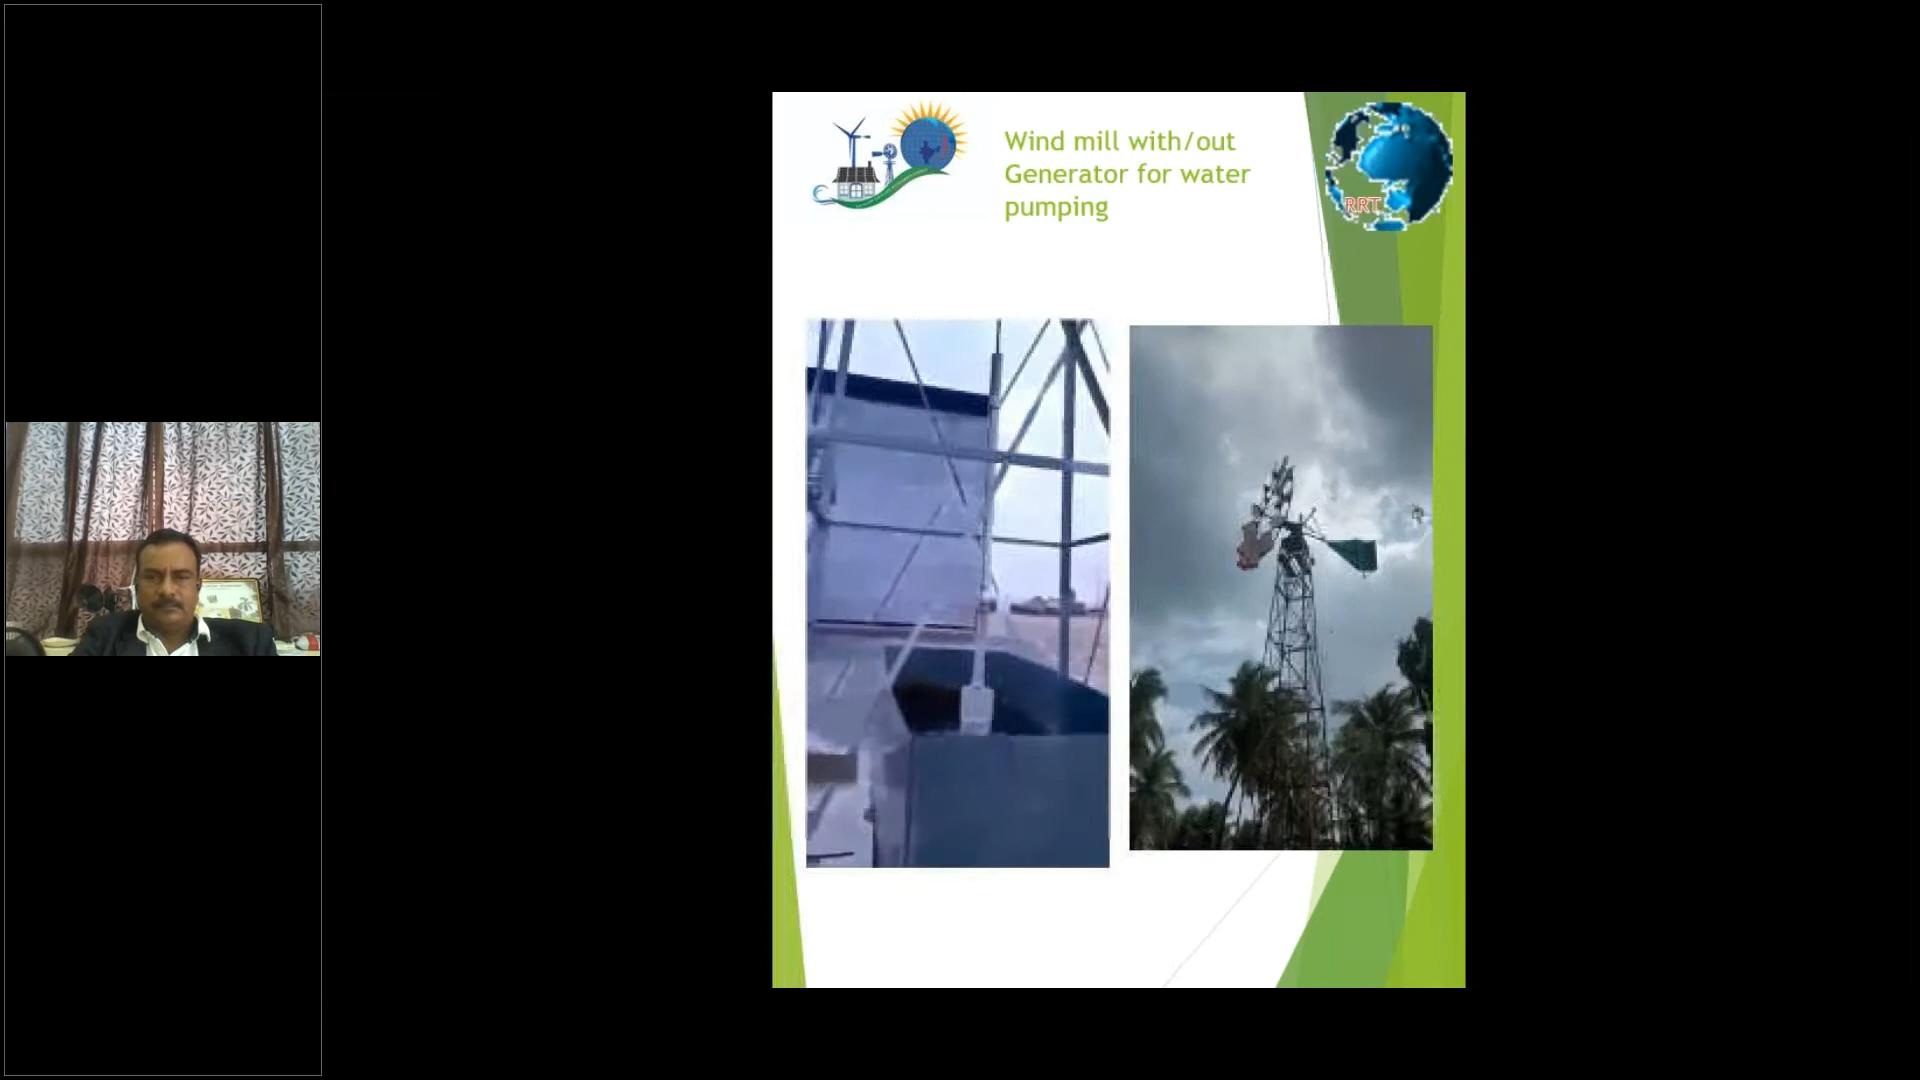 Wind mill with/out
Generator for water
pumping
RRT